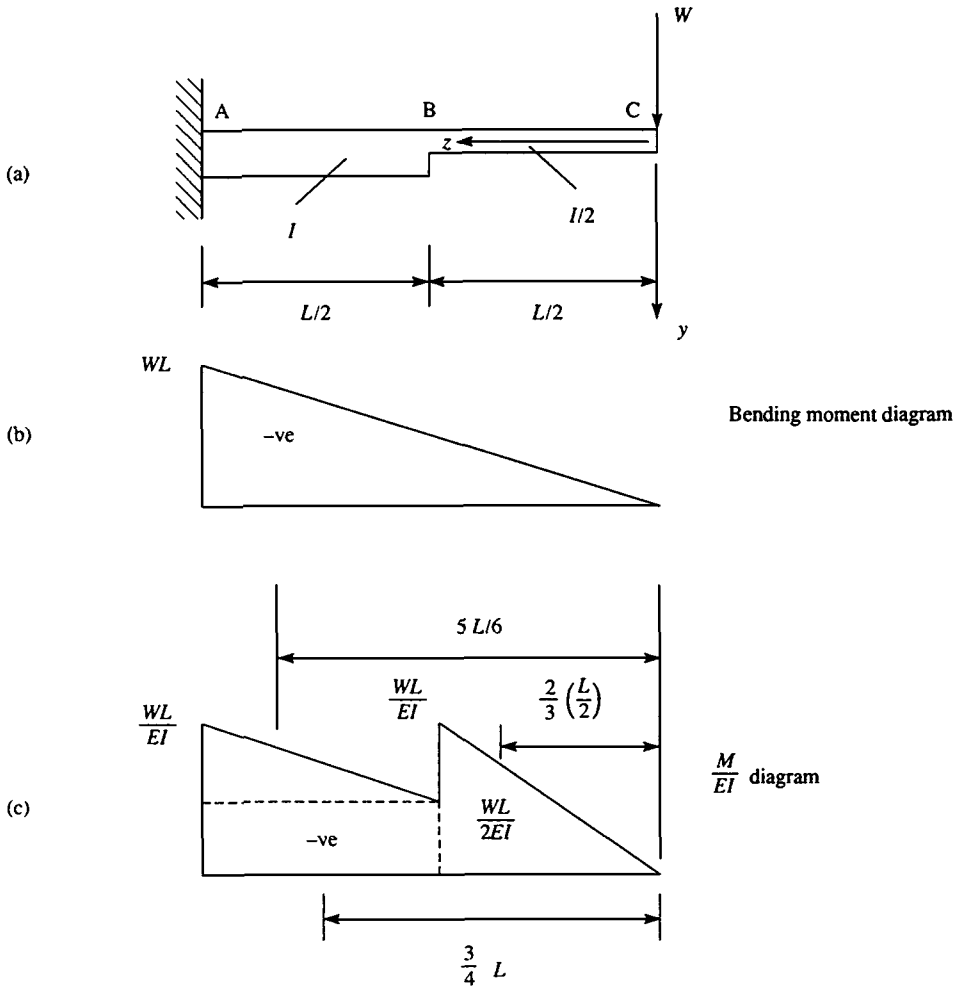 W
A B C
z
(a)
I
I/2
L/2 L/2
y
WL
(b)
–ve
Bending moment diagram
5 L/6
WL/EI
WL/EI
2/3 (L/2)
M/EI diagram
(c)
WL/2EI
–ve
3/4 L